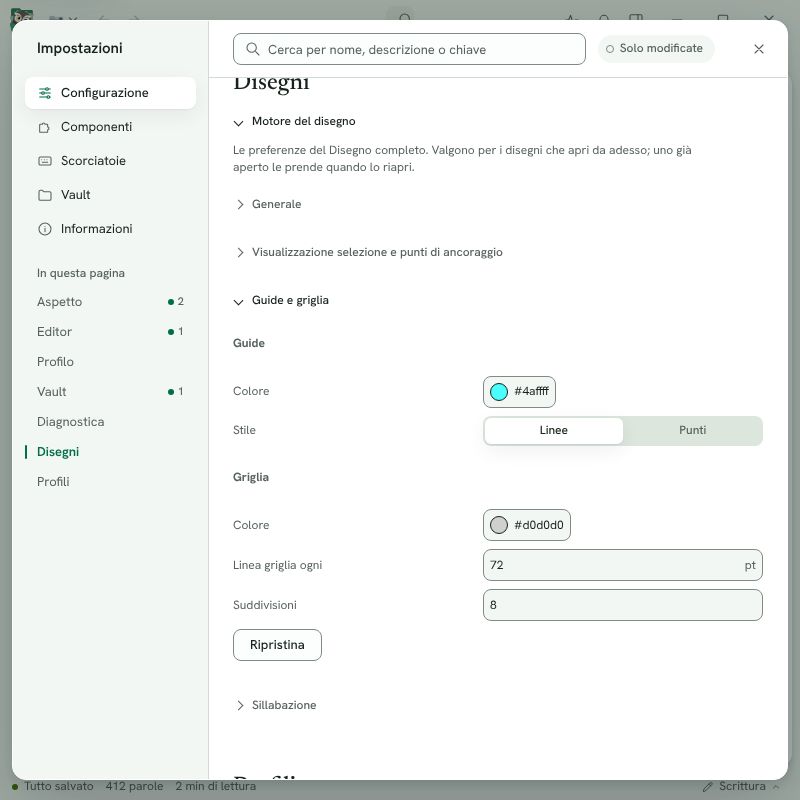 Impostazioni
Cerca per nome, descrizione o chiave
Solo modificate
Configurazione
Componenti
Scorciatoie
Vault
Informazioni
In questa pagina
Aspetto 2
Editor 1
Profilo
Vault 1
Diagnostica
Disegni
Profili
Disegni
Motore del disegno
Le preferenze del Disegno completo. Valgono per i disegni che apri da adesso; uno già
aperto le prende quando lo riapri.
Generale
Visualizzazione selezione e punti di ancoraggio
Guide e griglia
Guide
Colore #4affff
Stile Linee Punti
Griglia
Colore #d0d0d0
Linea griglia ogni 72 pt
Suddivisioni 8
Ripristina
Sillabazione
Tutto salvato 412 parole 2 min di lettura Scrittura